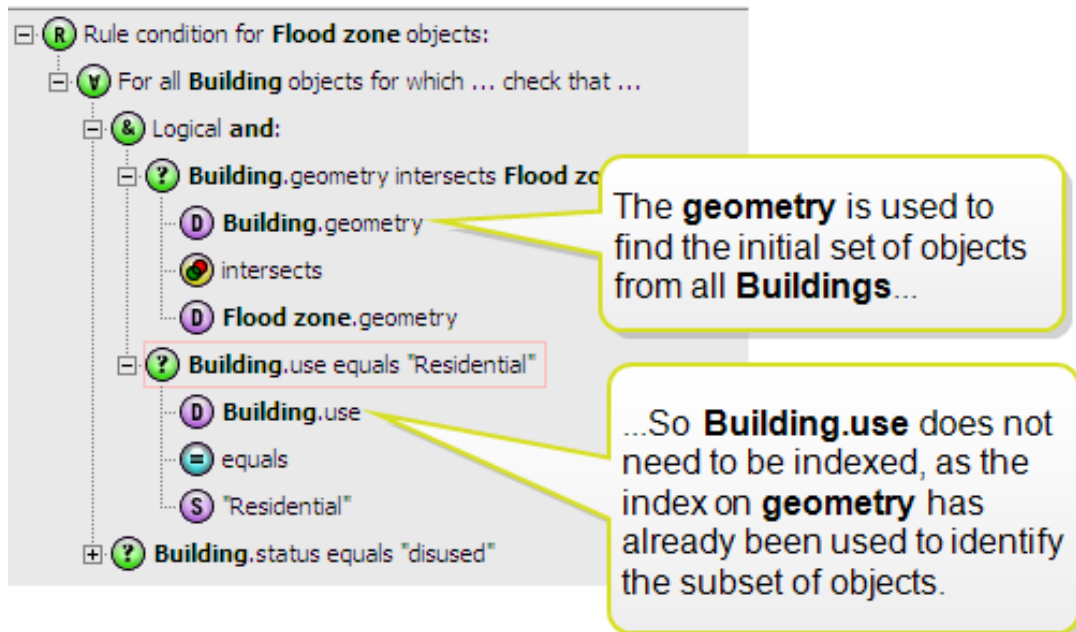 R Rule condition for Flood zone objects:
∀ For all Building objects for which ... check that ...
& Logical and:
? Building.geometry intersects Flood
D Building.geometry
intersects
D Flood zone.geometry
? Building.use equals "Residential"
D Building.use
= equals
S "Residential"
? Building.status equals "disused"
The geometry is used to
find the initial set of objects
from all Buildings...
...So Building.use does not
need to be indexed, as the
index on geometry has
already been used to identify
the subset of objects.